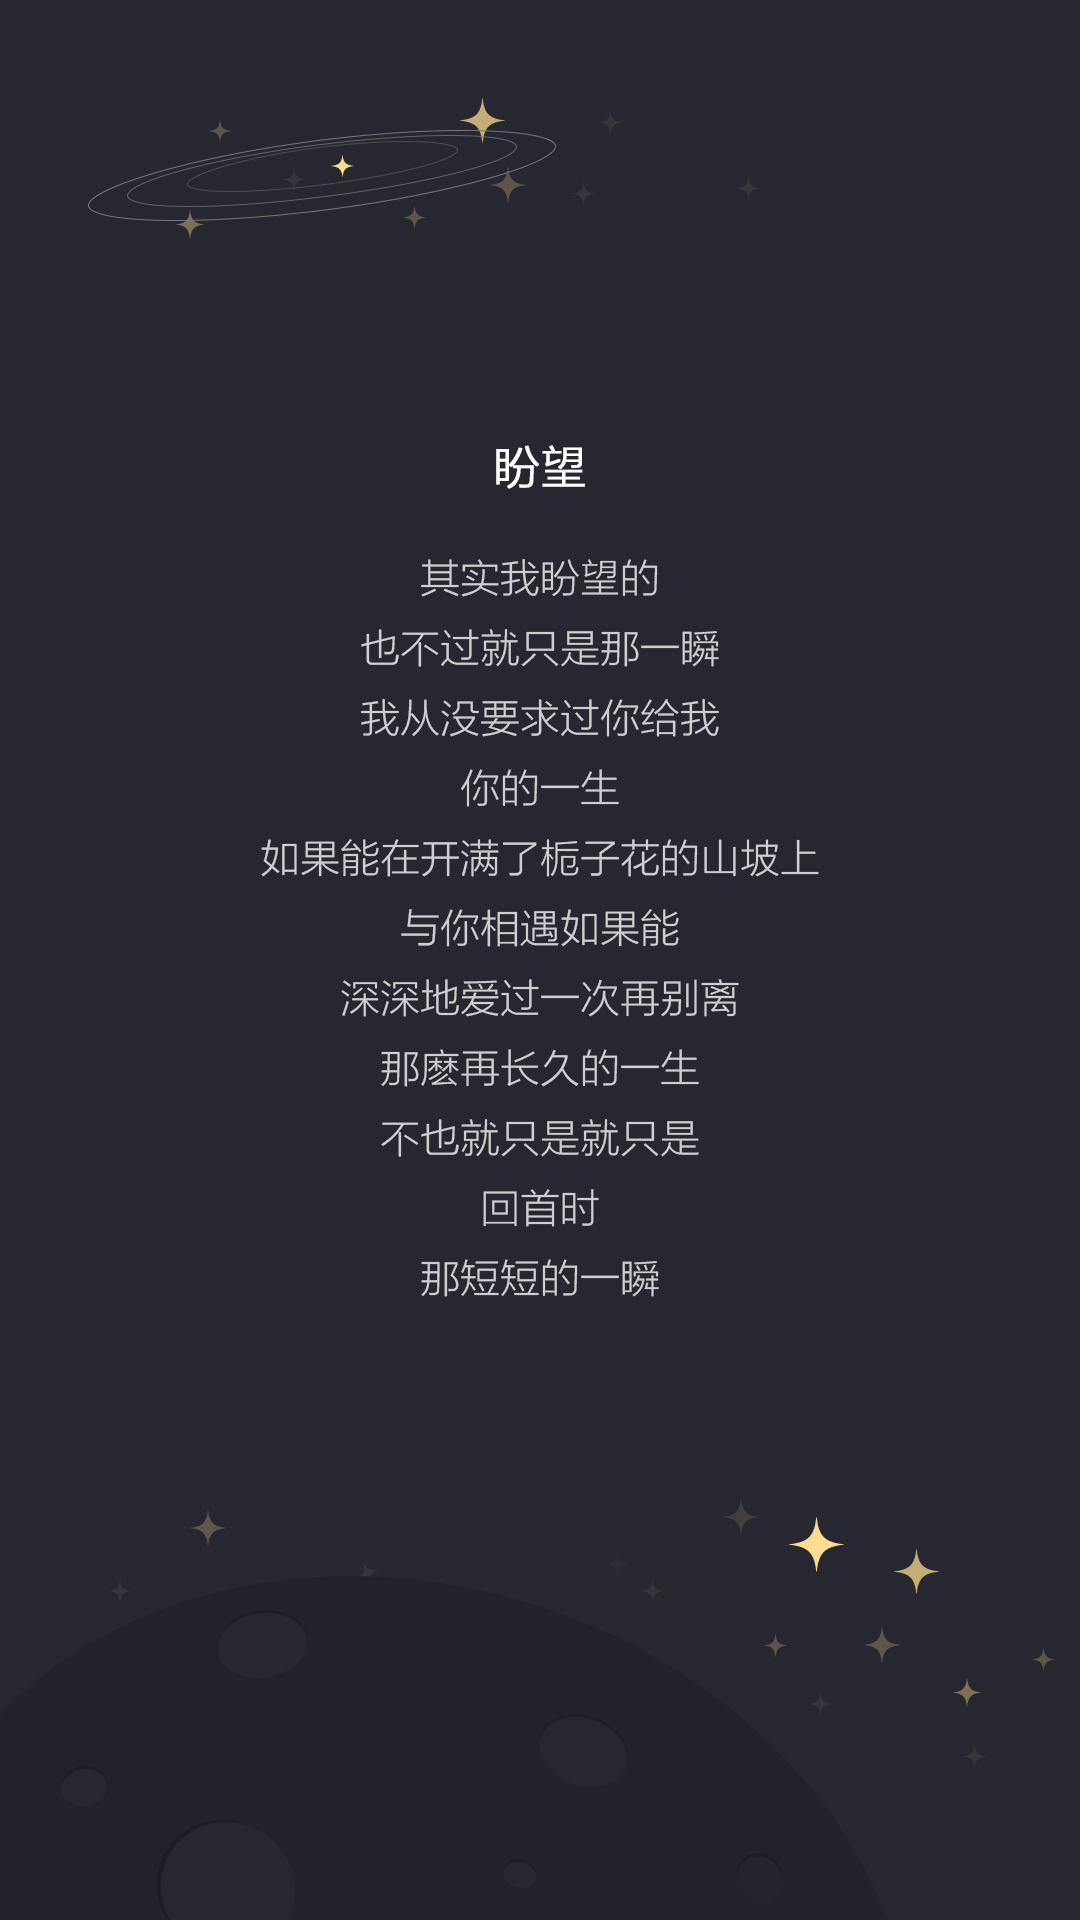 盼望
其实我盼望的
也不过就只是那一瞬
我从没要求过你给我
你的一生
如果能在开满了栀子花的山坡上
与你相遇如果能
深深地爱过一次再别离
那麽再长久的一生
不也就只是就只是
回首时
那短短的一瞬